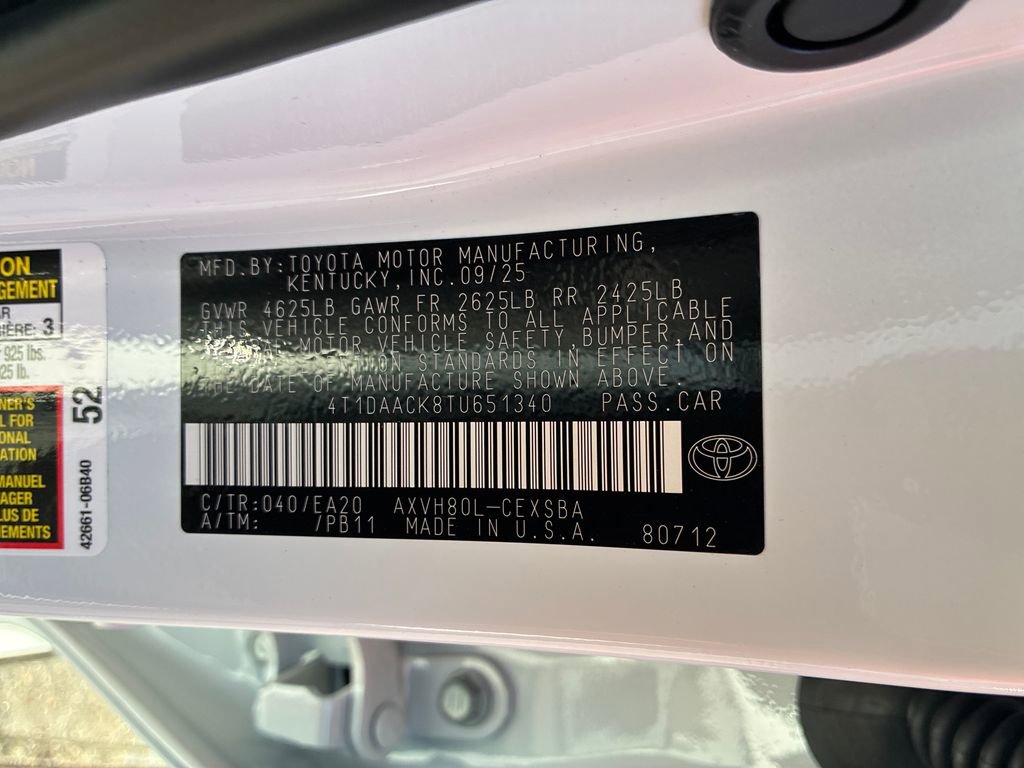 MFD.BY:TOYOTA MOTOR MANUFACTURING,
KENTUCKY,INC.09/25
GVWR 4625LB GAWR FR 2625LB RR 2425LB
THIS VEHICLE CONFORMS TO ALL APPLICABLE
MOTOR VEHICLE SAFETY,BUMPER,AND
STANDARDS IN EFFECT ON
THE DATE OF MANUFACTURE SHOWN ABOVE.
4T1DAACK8TU651340 PASS.CAR
C/TR:040/EA20 AXVH80L-CEXSBA
A/TM: /PB11 MADE IN U.S.A. 80712
ON
GEMENT
AR
IÈRE: 3
925 lbs.
25 lb.
NER'S
L FOR
ONAL
ATION
MANUEL
AGER
LUS DE
EMENTS
52
42661-06B40